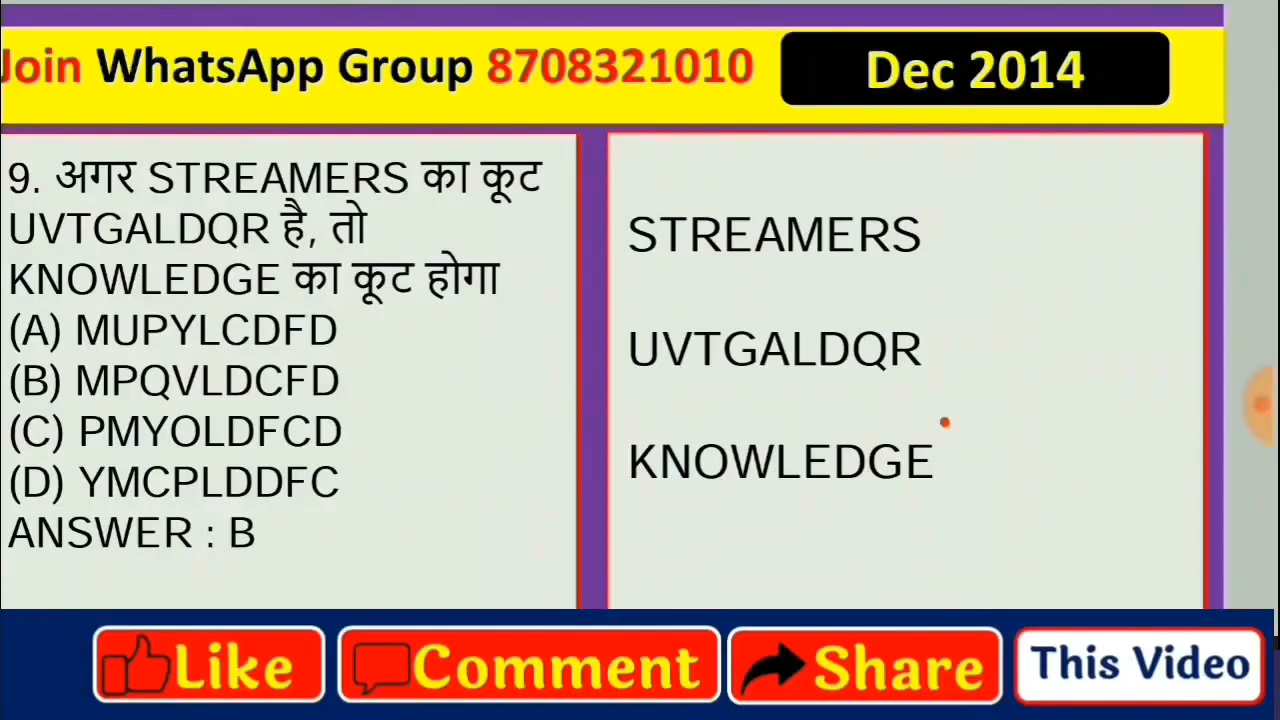 Join WhatsApp Group 8708321010
Dec 2014
9. अगर STREAMERS का कूट
UVTGALDQR है, तो
KNOWLEDGE का कूट होगा
(A) MUPYLCDFD
(B) MPQVLDCFD
(C) PMYOLDFCD
(D) YMCPLDDFC
ANSWER : B
STREAMERS
UVTGALDQR
KNOWLEDGE
Like
Comment
Share
This Video